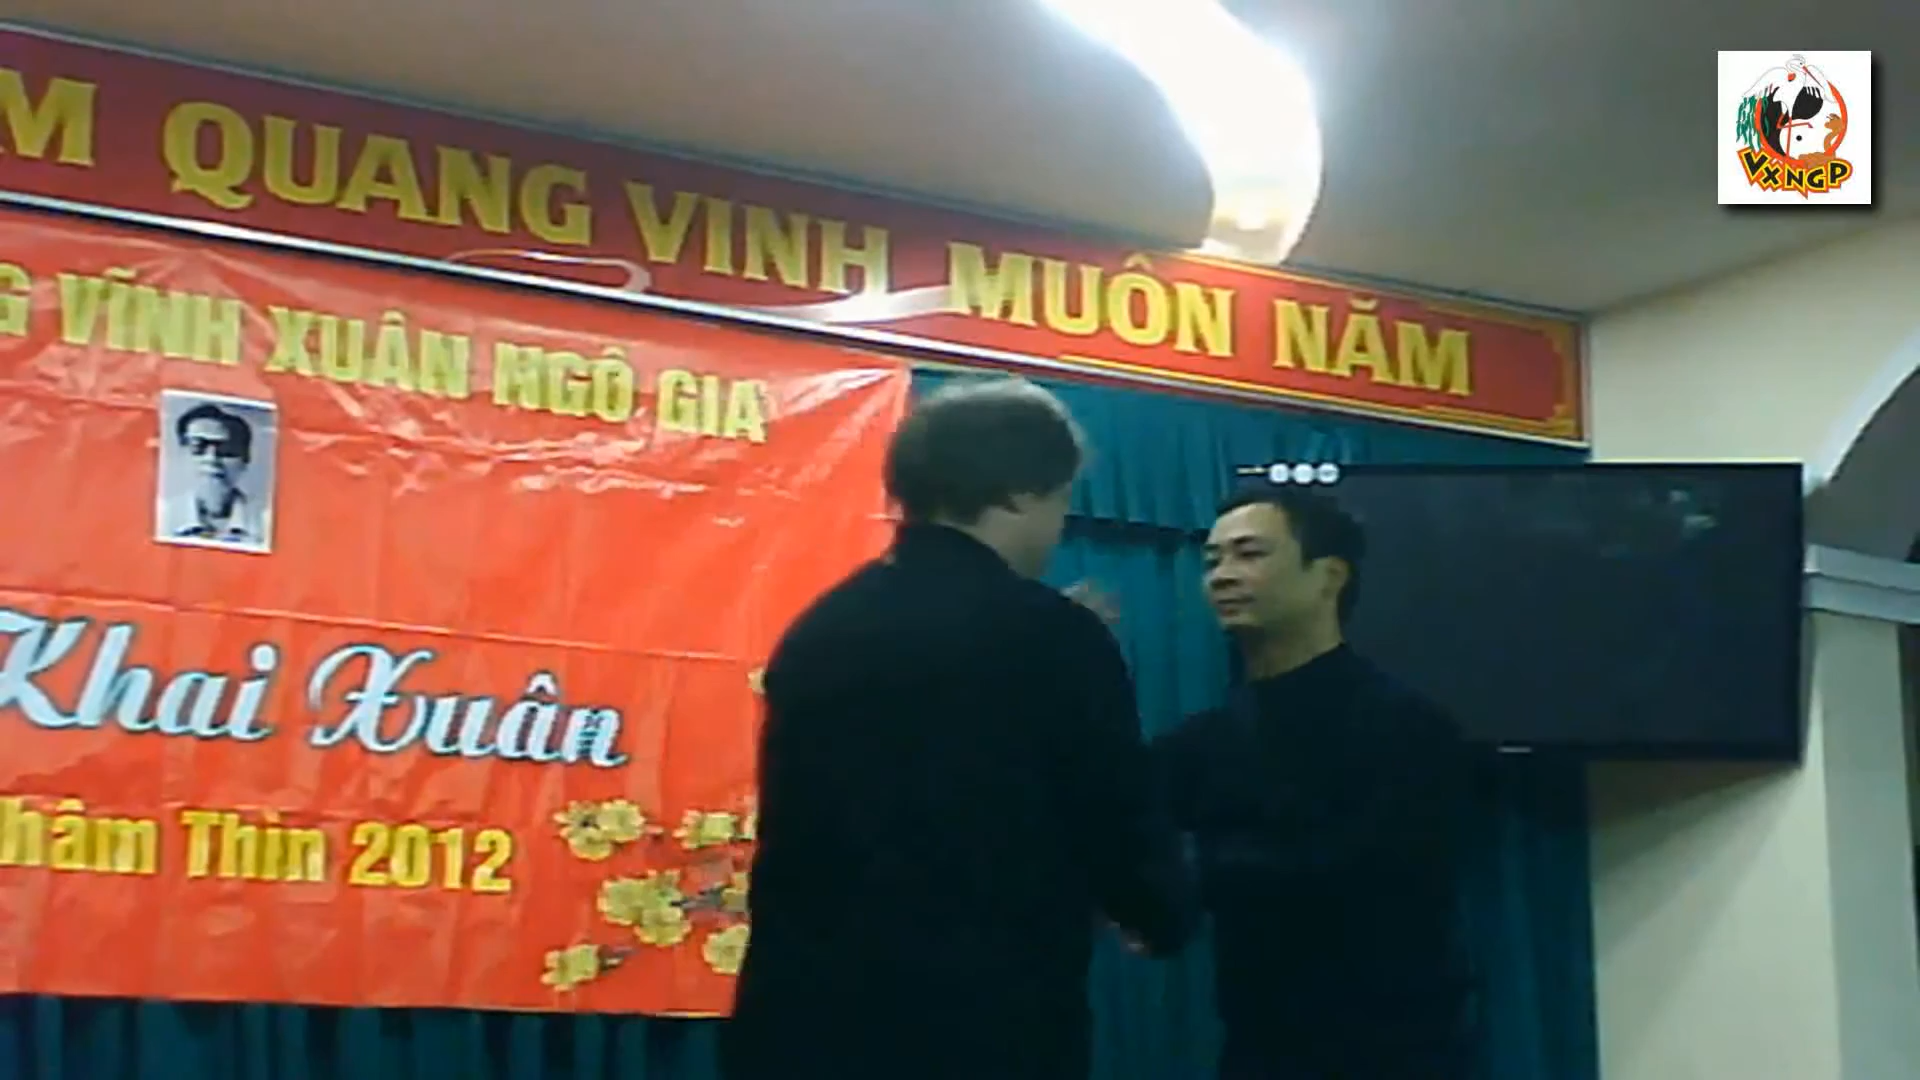 M QUANG VINH MUÔN NĂM
G VĨNH XUÂN NGÔ GIA
Khai Xuân
hâm Thìn 2012
VXNGP